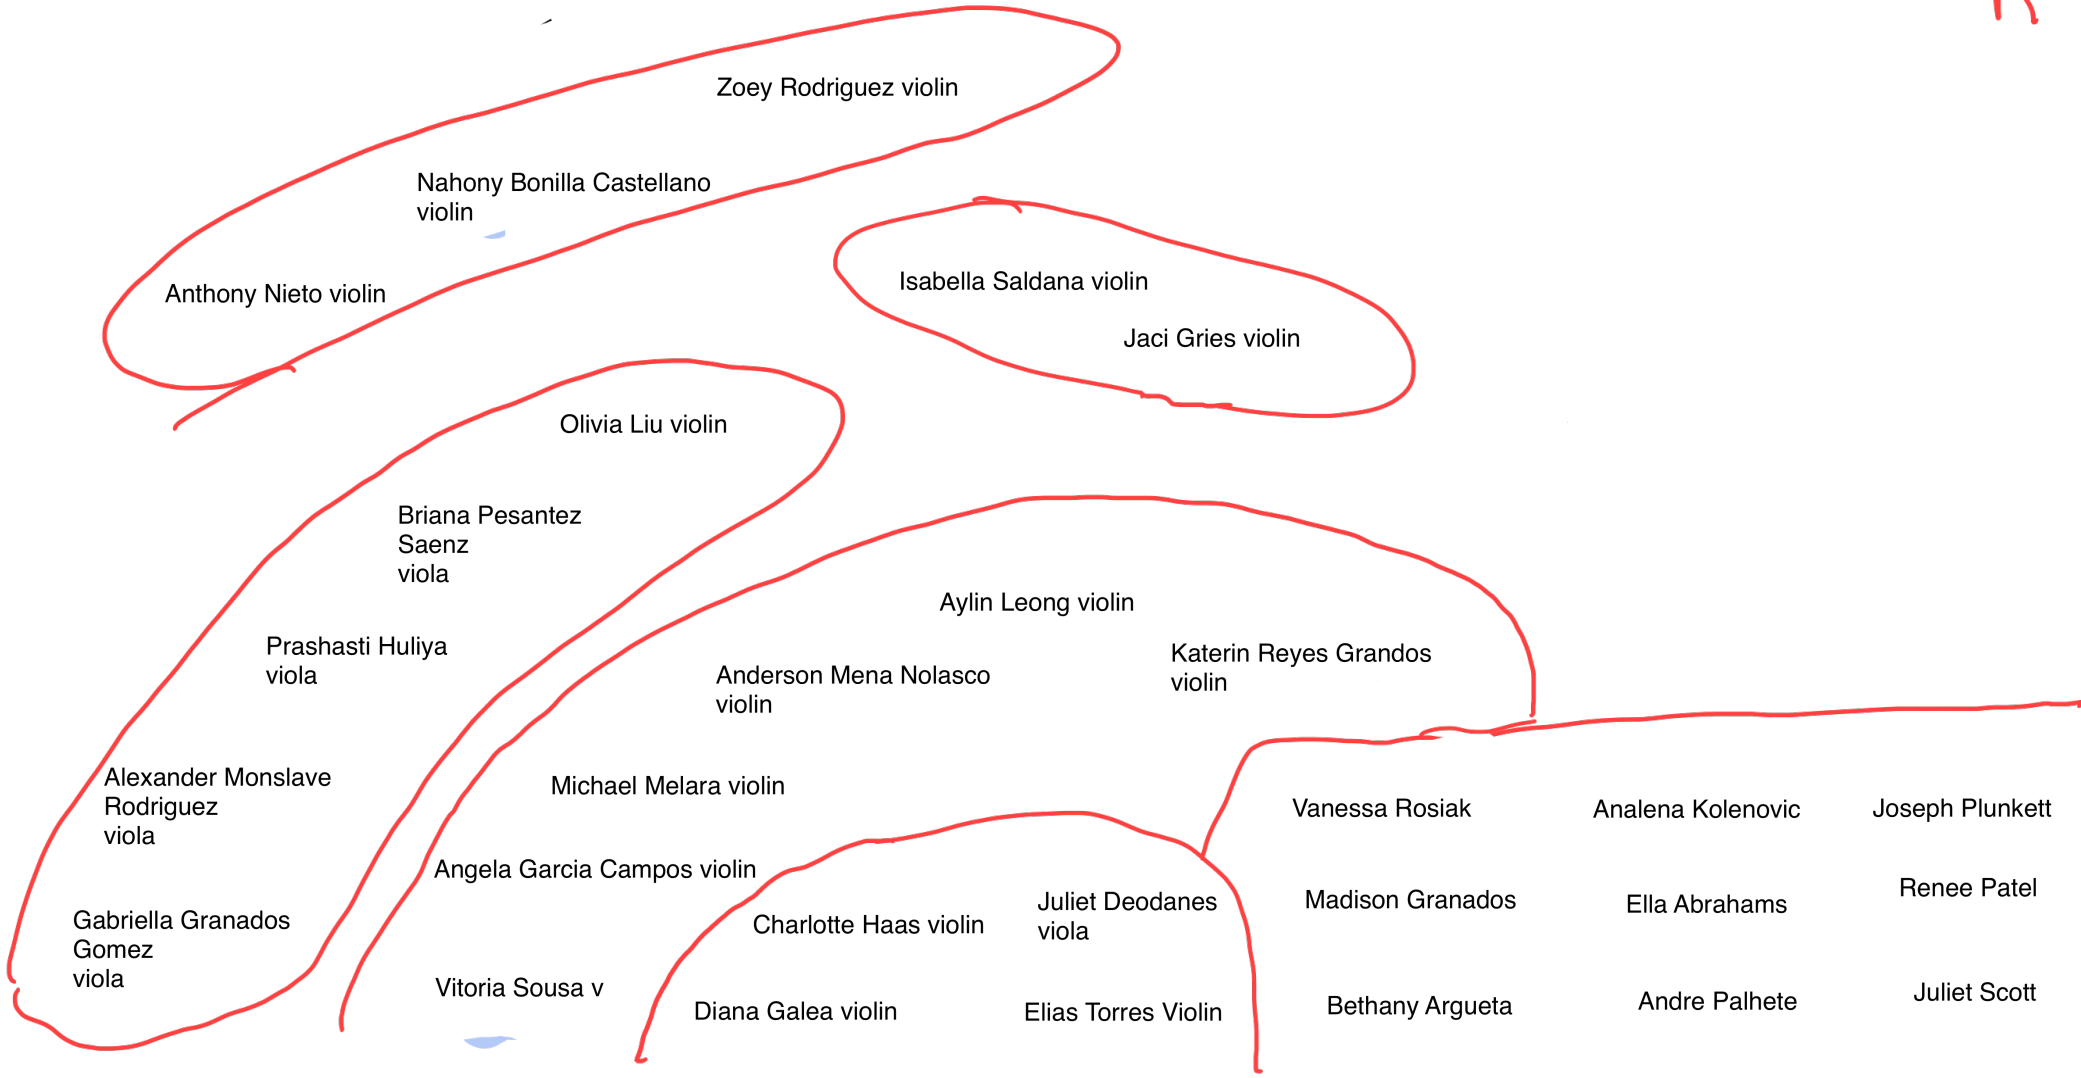 Zoey Rodriguez violin
Nahony Bonilla Castellano
violin
Anthony Nieto violin
Isabella Saldana violin
Jaci Gries violin
Olivia Liu violin
Briana Pesantez
Saenz
viola
Prashasti Huliya
viola
Alexander Monslave
Rodriguez
viola
Gabriella Granados
Gomez
viola
Aylin Leong violin
Katerin Reyes Grandos
violin
Anderson Mena Nolasco
violin
Michael Melara violin
Angela Garcia Campos violin
Vitoria Sousa v
Charlotte Haas violin
Juliet Deodanes
viola
Diana Galea violin
Elias Torres Violin
Vanessa Rosiak
Analena Kolenovic
Joseph Plunkett
Madison Granados
Ella Abrahams
Renee Patel
Bethany Argueta
Andre Palhete
Juliet Scott